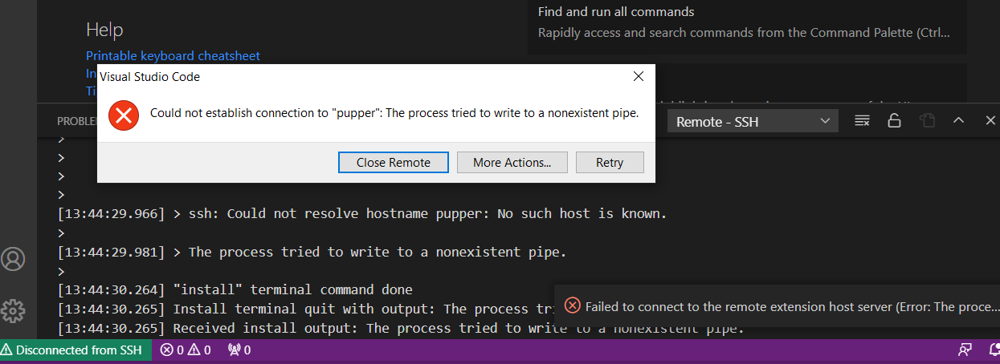 Find and run all commands
Rapidly access and search commands from the Command Palette (Ctrl...
Help
Printable keyboard cheatsheet
In
Ti
Visual Studio Code
Could not establish connection to "pupper": The process tried to write to a nonexistent pipe.
Close Remote
More Actions...
Retry
PROBLE
Remote - SSH
>
>
>
>
[13:44:29.966] > ssh: Could not resolve hostname pupper: No such host is known.
>
[13:44:29.981] > The process tried to write to a nonexistent pipe.
>
[13:44:30.264] "install" terminal command done
[13:44:30.265] Install terminal quit with output: The process tri
Failed to connect to the remote extension host server (Error: The proce...
[13:44:30.265] Received install output: The process tried to write to a nonexistent pipe.
Disconnected from SSH
0
0
0